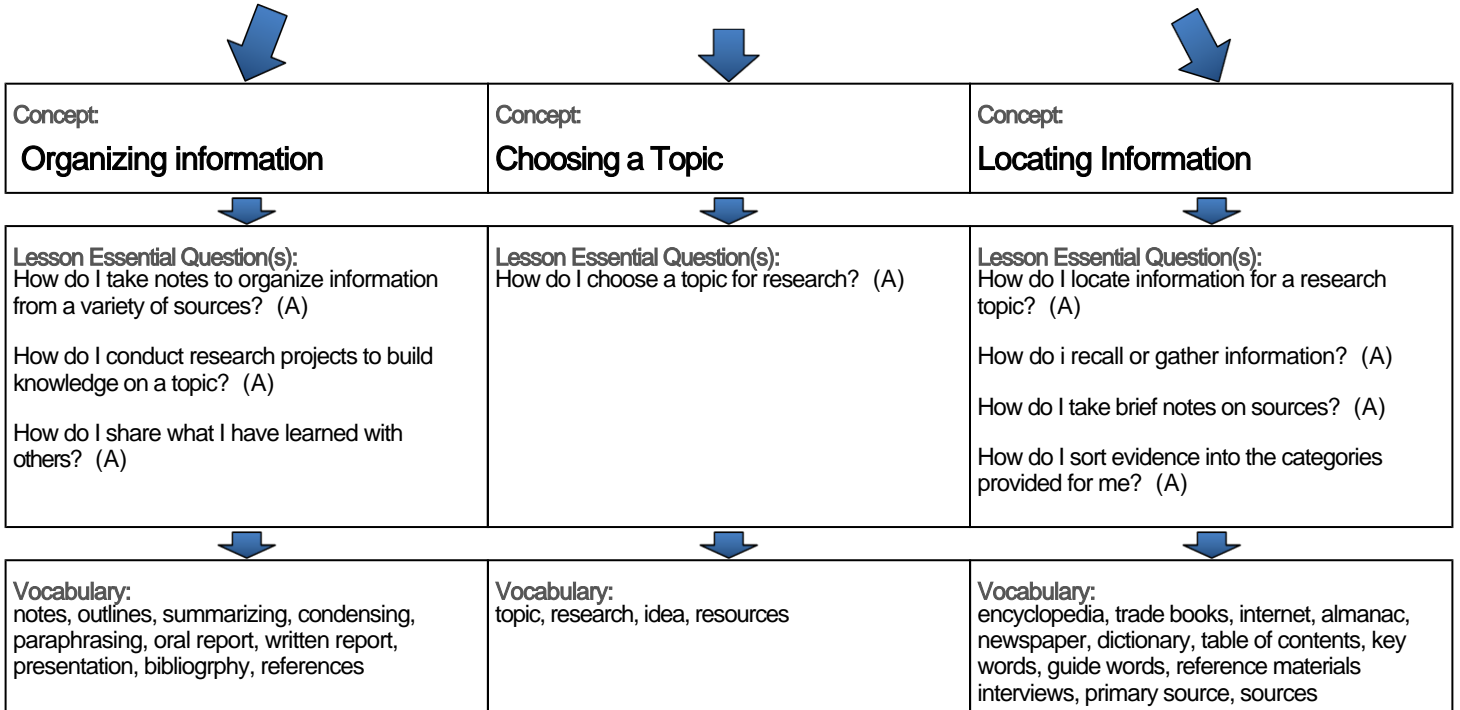 Concept:
Organizing information
Concept:
Choosing a Topic
Concept:
Locating Information
Lesson Essential Question(s):
How do I take notes to organize information
from a variety of sources? (A)
How do I conduct research projects to build
knowledge on a topic? (A)
How do I share what I have learned with
others? (A)
Lesson Essential Question(s):
How do I choose a topic for research? (A)
Lesson Essential Question(s):
How do I locate information for a research
topic? (A)
How do i recall or gather information? (A)
How do I take brief notes on sources? (A)
How do I sort evidence into the categories
provided for me? (A)
Vocabulary:
notes, outlines, summarizing, condensing,
paraphrasing, oral report, written report,
presentation, bibliogrphy, references
Vocabulary:
topic, research, idea, resources
Vocabulary:
encyclopedia, trade books, internet, almanac,
newspaper, dictionary, table of contents, key
words, guide words, reference materials
interviews, primary source, sources